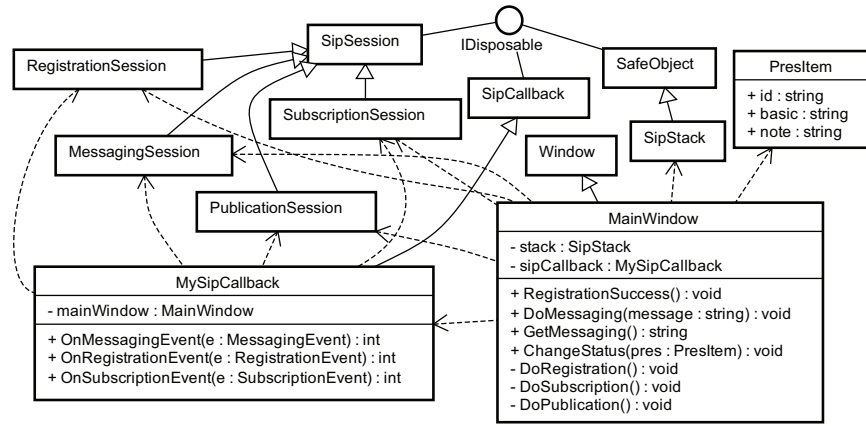 SipSession
IDisposable
RegistrationSession
SafeObject
PresItem
+ id : string
+ basic : string
+ note : string
SipCallback
SubscriptionSession
SipStack
MessagingSession
Window
PublicationSession
MainWindow
- stack : SipStack
- sipCallback : MySipCallback
+ RegistrationSuccess() : void
+ DoMessaging(message : string) : void
+ GetMessaging() : string
+ ChangeStatus(pres : PresItem) : void
- DoRegistration() : void
- DoSubscription() : void
- DoPublication() : void
MySipCallback
- mainWindow : MainWindow
+ OnMessagingEvent(e : MessagingEvent) : int
+ OnRegistrationEvent(e : RegistrationEvent) : int
+ OnSubscriptionEvent(e : SubscriptionEvent) : int